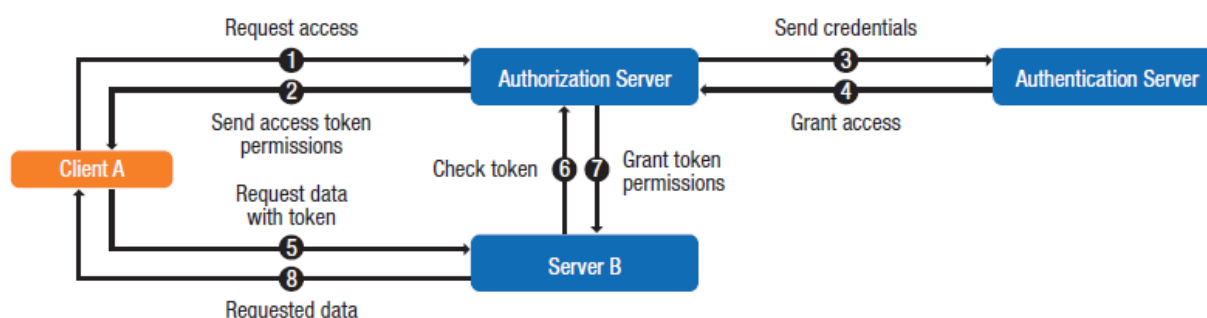 Request access
Send credentials
1
3
Authorization Server
Authentication Server
2
4
Send access token
permissions
Grant access
Client A
Check token
6
7
Grant token
permissions
Request data
with token
5
Server B
8
Requested data